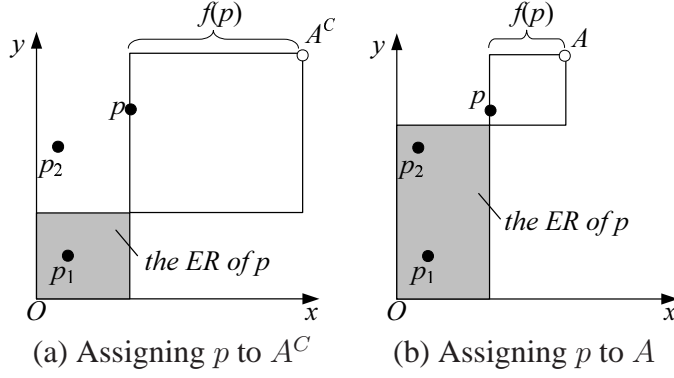 f(p) A^C
y
p
p2
the ER of p
p1
O x
(a) Assigning p to A^C
f(p) A
y
p
p2
the ER of p
p1
O x
(b) Assigning p to A